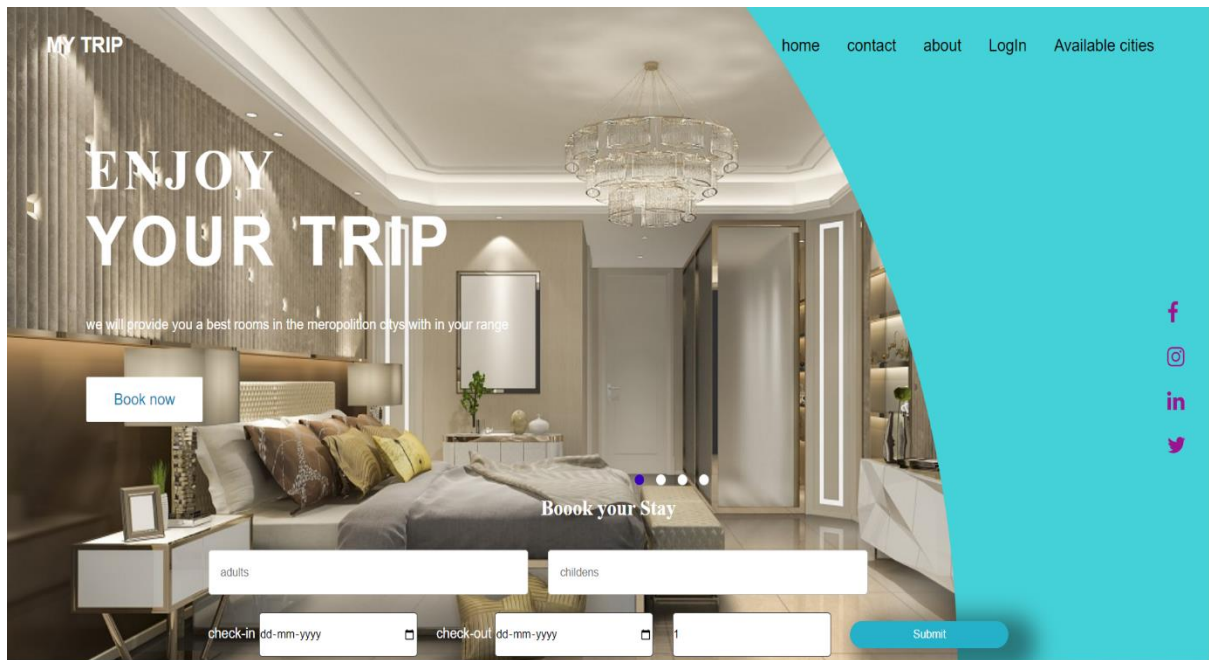 MY TRIP
home contact about LogIn Available cities
ENJOY
YOUR TRIP
we will provide you a best rooms in the meropolition citys with in your range
Book now
f
in
Boook your Stay
adults childens
check-in dd-mm-yyyy check-out dd-mm-yyyy 1 Submit